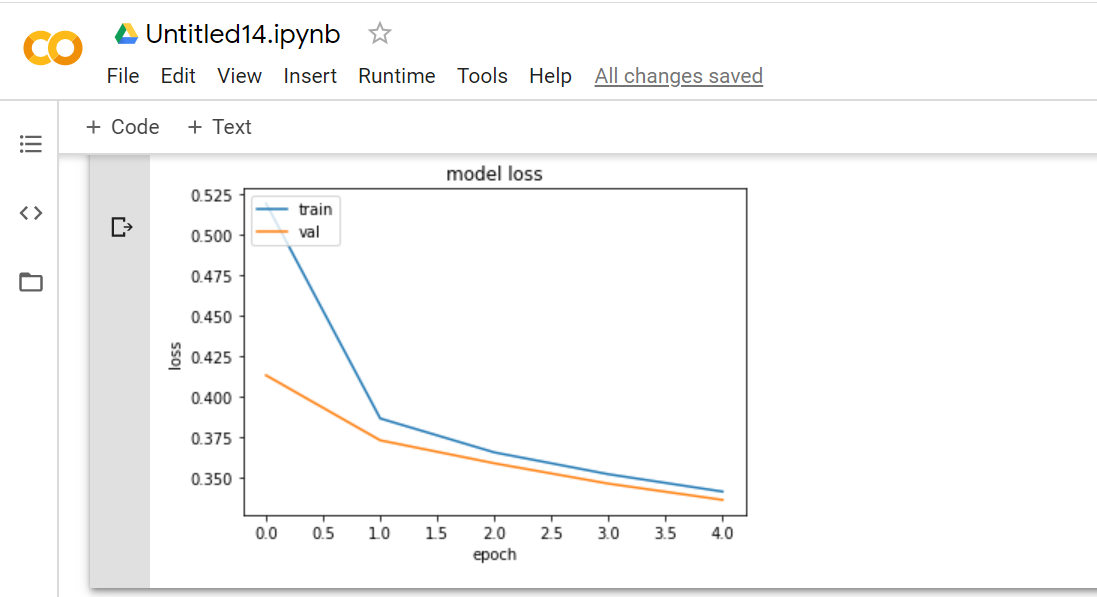 Untitled14.ipynb
File Edit View Insert Runtime Tools Help All changes saved
+ Code + Text
model loss
train
val
0.525
0.500
0.475
0.450
0.425
0.400
0.375
0.350
loss
0.0 0.5 1.0 1.5 2.0 2.5 3.0 3.5 4.0
epoch